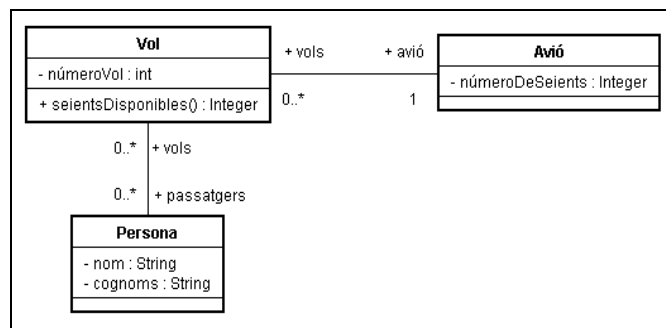 Vol
- númeroVol : int
+ seientsDisponibles() : Integer
+ vols
+ avió
0..*
1
Avió
- númeroDeSeients : Integer
0..*
+ vols
0..*
+ passatgers
Persona
- nom : String
- cognoms : String